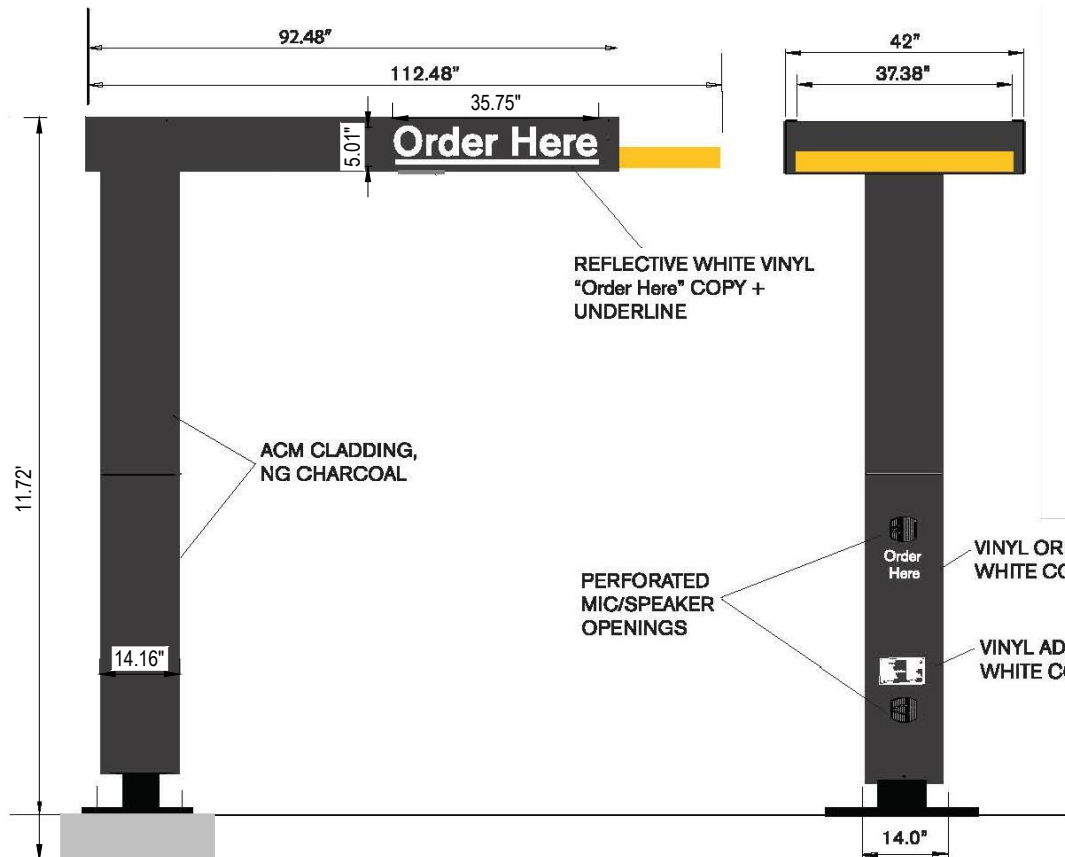 92.48"
112.48"
35.75"
5.01"
Order Here
42"
37.38"
REFLECTIVE WHITE VINYL
"Order Here" COPY +
UNDERLINE
ACM CLADDING,
NG CHARCOAL
11.72'
14.16"
PERFORATED
MIC/SPEAKER
OPENINGS
Order
Here
VINYL OR
WHITE CO
VINYL AD
WHITE CO
14.0"